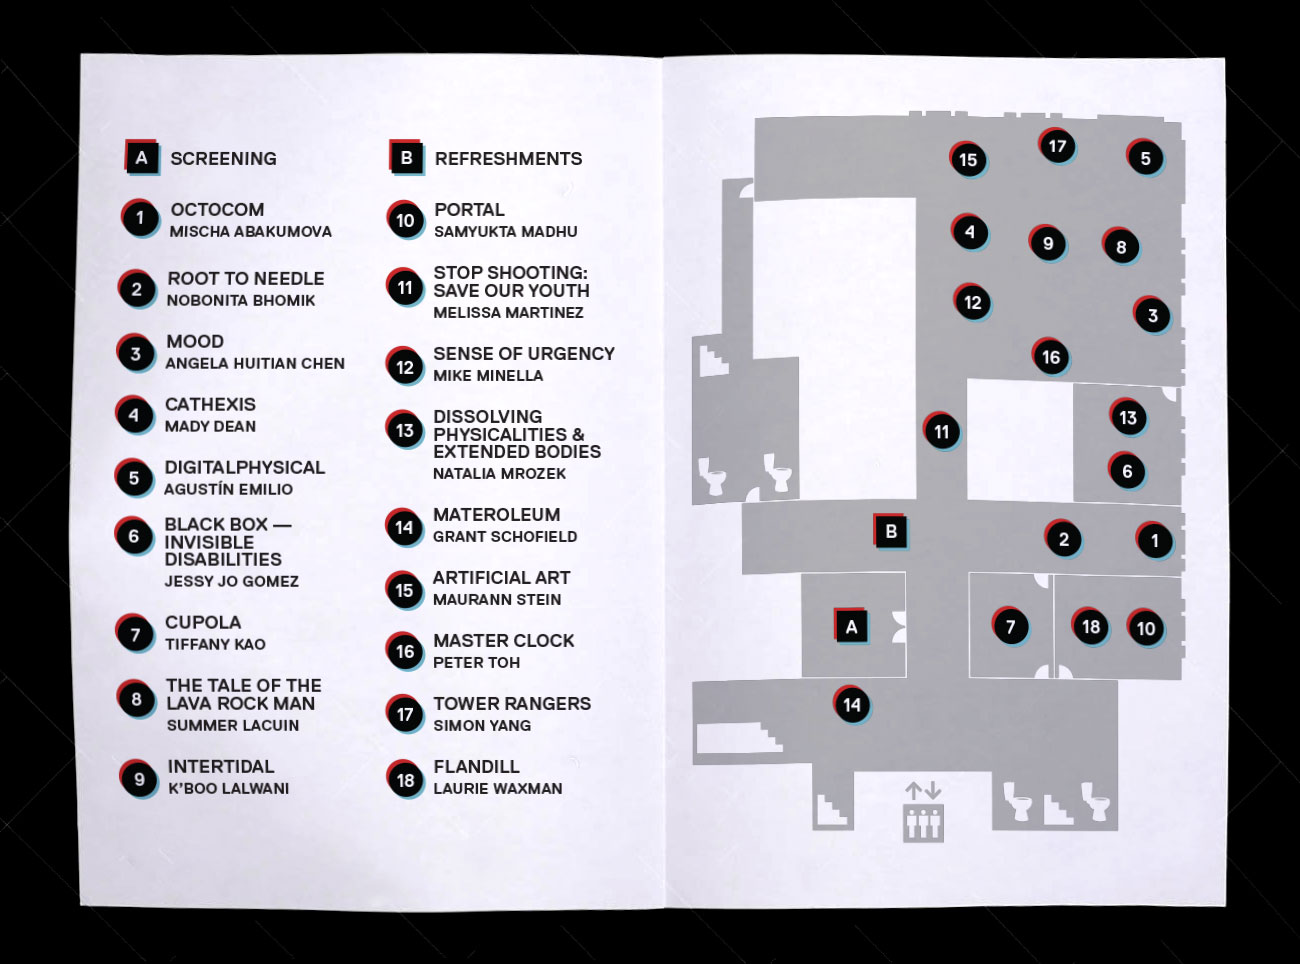 A SCREENING
1 OCTOCOM
MISCHA ABAKUMOVA
2 ROOT TO NEEDLE
NOBONITA BHOMIK
3 MOOD
ANGELA HUITIAN CHEN
4 CATHEXIS
MADY DEAN
5 DIGITALPHYSICAL
AGUSTÍN EMILIO
6 BLACK BOX —
INVISIBLE
DISABILITIES
JESSY JO GOMEZ
7 CUPOLA
TIFFANY KAO
8 THE TALE OF THE
LAVA ROCK MAN
SUMMER LACUIN
9 INTERTIDAL
K'BOO LALWANI
B REFRESHMENTS
10 PORTAL
SAMYUKTA MADHU
11 STOP SHOOTING:
SAVE OUR YOUTH
MELISSA MARTINEZ
12 SENSE OF URGENCY
MIKE MINELLA
13 DISSOLVING
PHYSICALITIES &
EXTENDED BODIES
NATALIA MROZEK
14 MATEROLEUM
GRANT SCHOFIELD
15 ARTIFICIAL ART
MAURANN STEIN
16 MASTER CLOCK
PETER TOH
17 TOWER RANGERS
SIMON YANG
18 FLANDILL
LAURIE WAXMAN
15 17 5
4 9 8
12 3
16
11 13
6
B 2 1
A 7 18 10
14